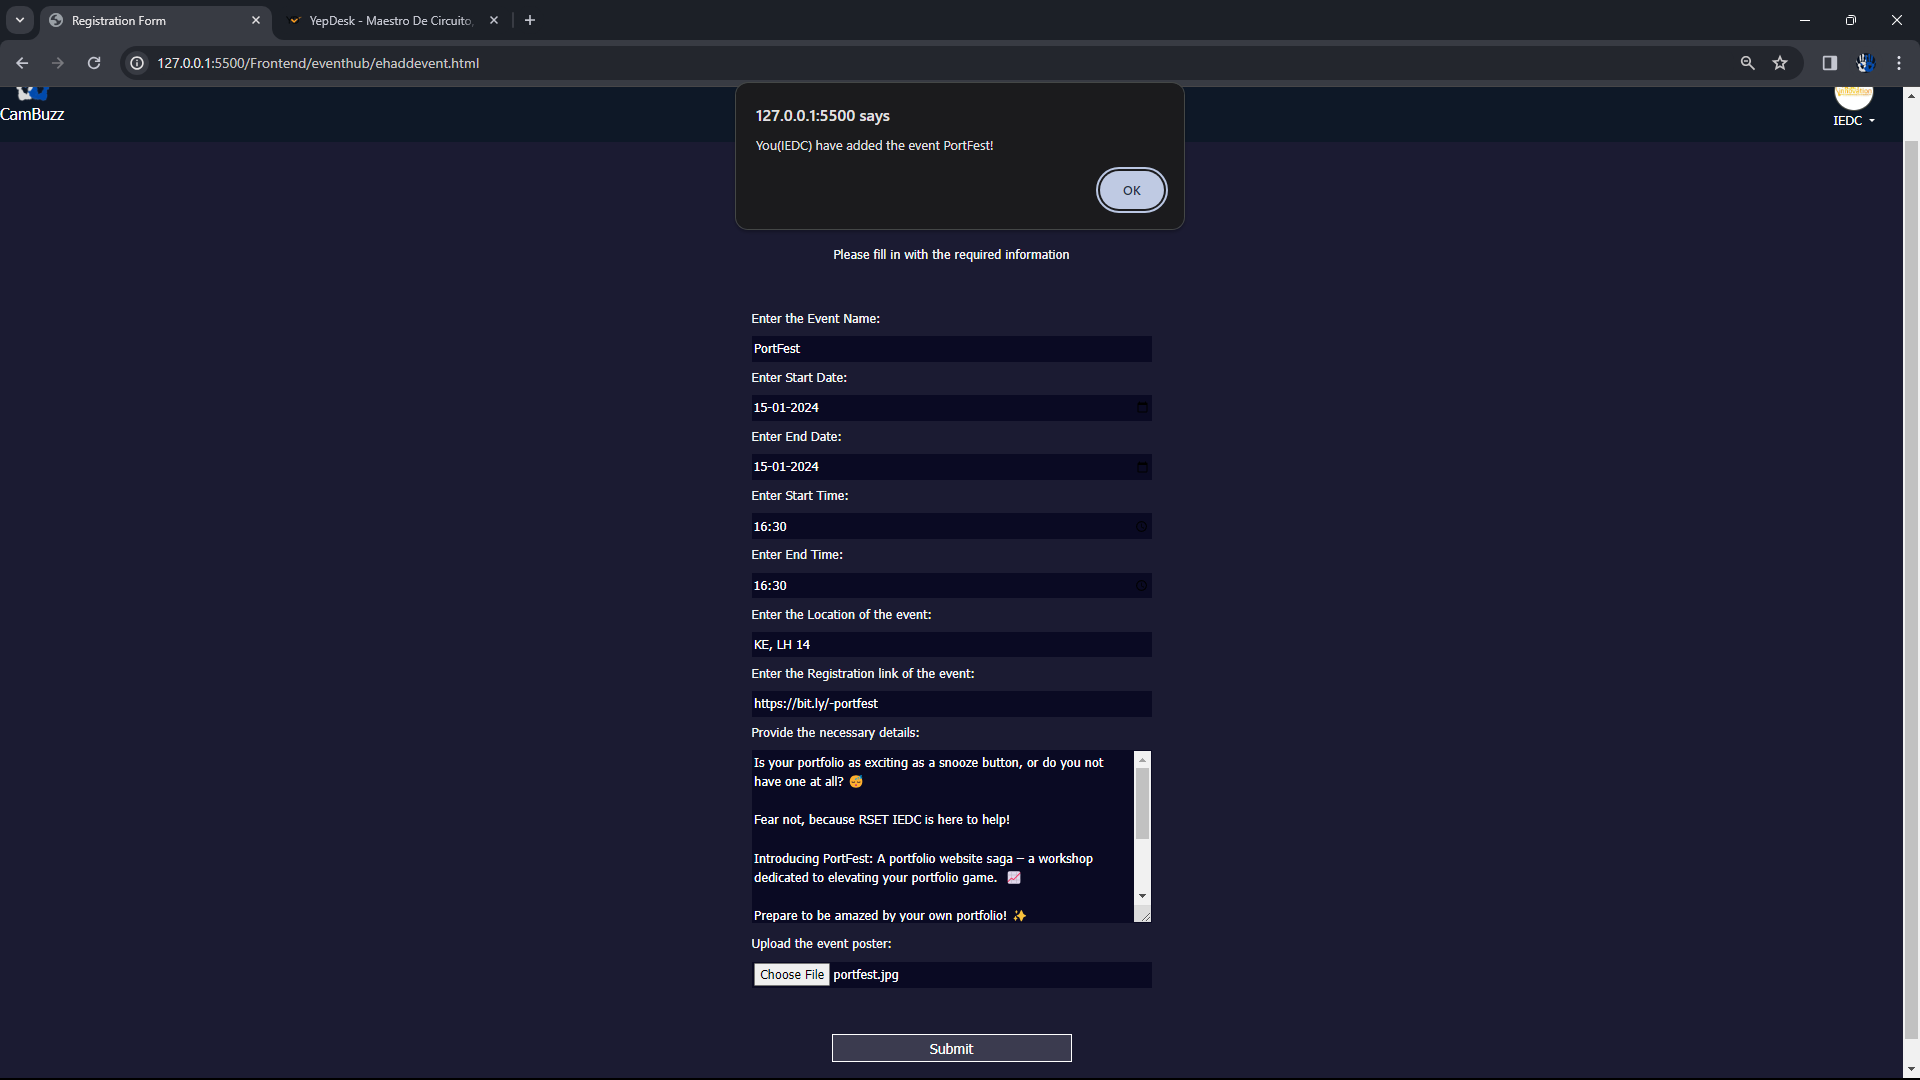 Registration Form
YepDesk - Maestro De Circuito,
127.0.0.1:5500/Frontend/eventhub/ehaddevent.html
CamBuzz
IEDC
127.0.0.1:5500 says
You(IEDC) have added the event PortFest!
OK
Please fill in with the required information
Enter the Event Name:
PortFest
Enter Start Date:
15-01-2024
Enter End Date:
15-01-2024
Enter Start Time:
16:30
Enter End Time:
16:30
Enter the Location of the event:
KE, LH 14
Enter the Registration link of the event:
https://bit.ly/-portfest
Provide the necessary details:
Is your portfolio as exciting as a snooze button, or do you not
have one at all? 😴
Fear not, because RSET IEDC is here to help!
Introducing PortFest: A portfolio website saga – a workshop
dedicated to elevating your portfolio game. 📈
Prepare to be amazed by your own portfolio! ✨
Upload the event poster:
Choose File portfest.jpg
Submit